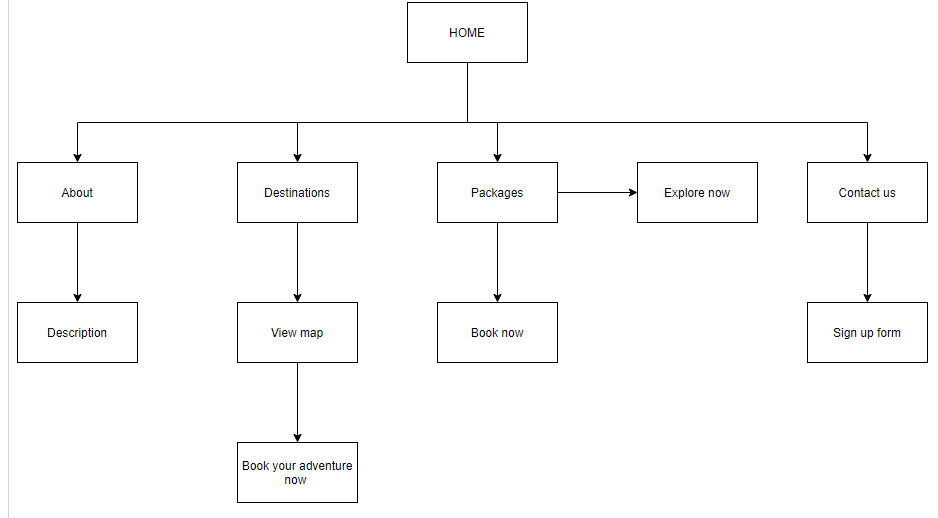 HOME
About
Destinations
Packages
Explore now
Contact us
Description
View map
Book now
Sign up form
Book your adventure
now